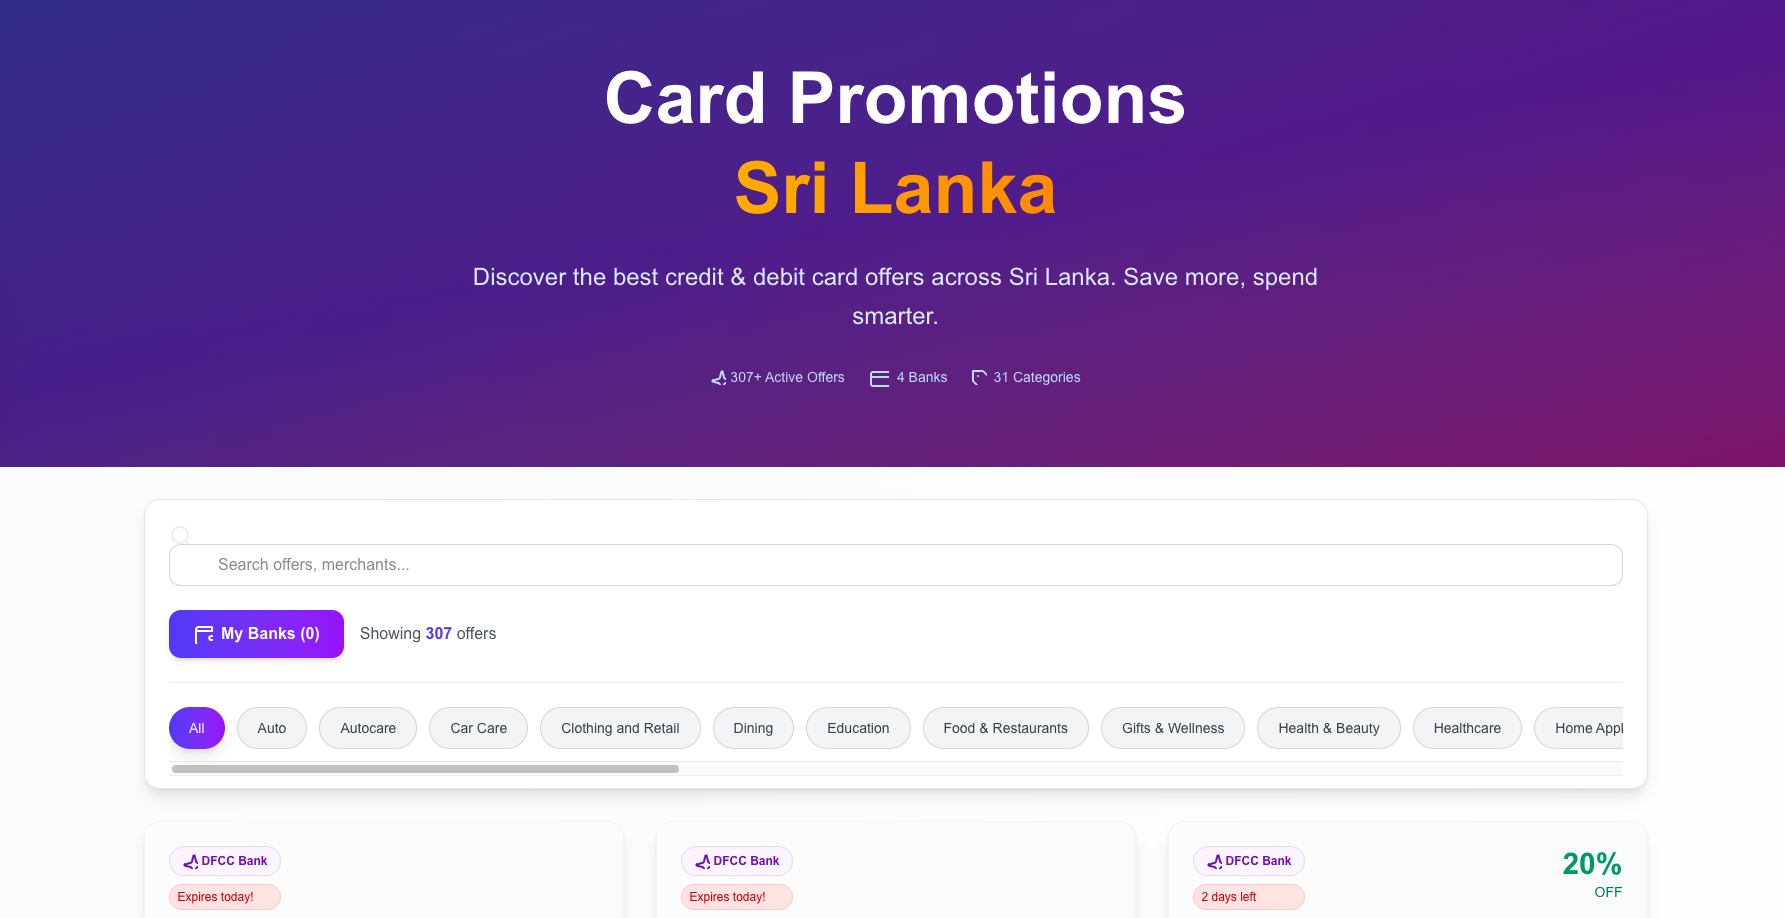 Card Promotions
Sri Lanka
Discover the best credit & debit card offers across Sri Lanka. Save more, spend
smarter.
307+ Active Offers 4 Banks 31 Categories
Search offers, merchants...
My Banks (0) Showing 307 offers
All Auto Autocare Car Care Clothing and Retail Dining Education Food & Restaurants Gifts & Wellness Health & Beauty Healthcare Home Appl
DFCC Bank DFCC Bank DFCC Bank 20%
Expires today! Expires today! 2 days left OFF